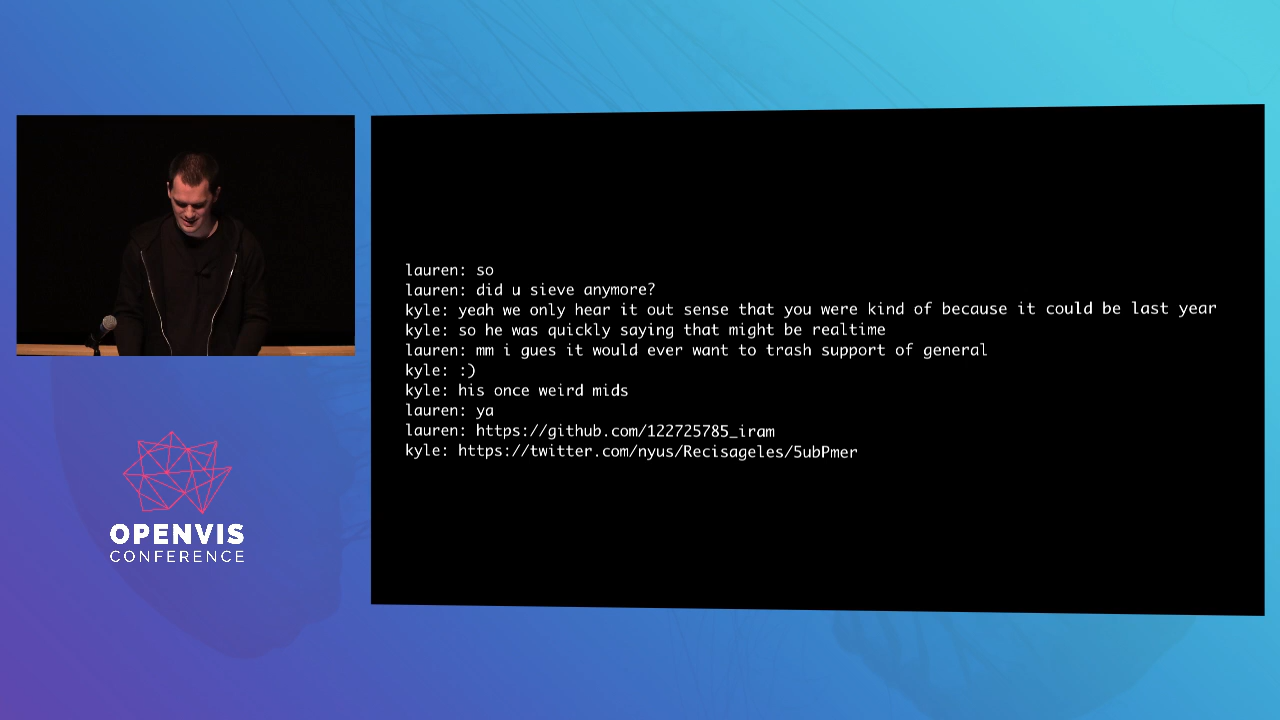 lauren: so
lauren: did u sieve anymore?
kyle: yeah we only hear it out sense that you were kind of because it could be last year
kyle: so he was quickly saying that might be realtime
lauren: mm i gues it would ever want to trash support of general
kyle: :)
kyle: his once weird mids
lauren: ya
lauren: https://github.com/122725785_iram
kyle: https://twitter.com/nyus/Recisageles/5ubPmer
OPENVIS
CONFERENCE